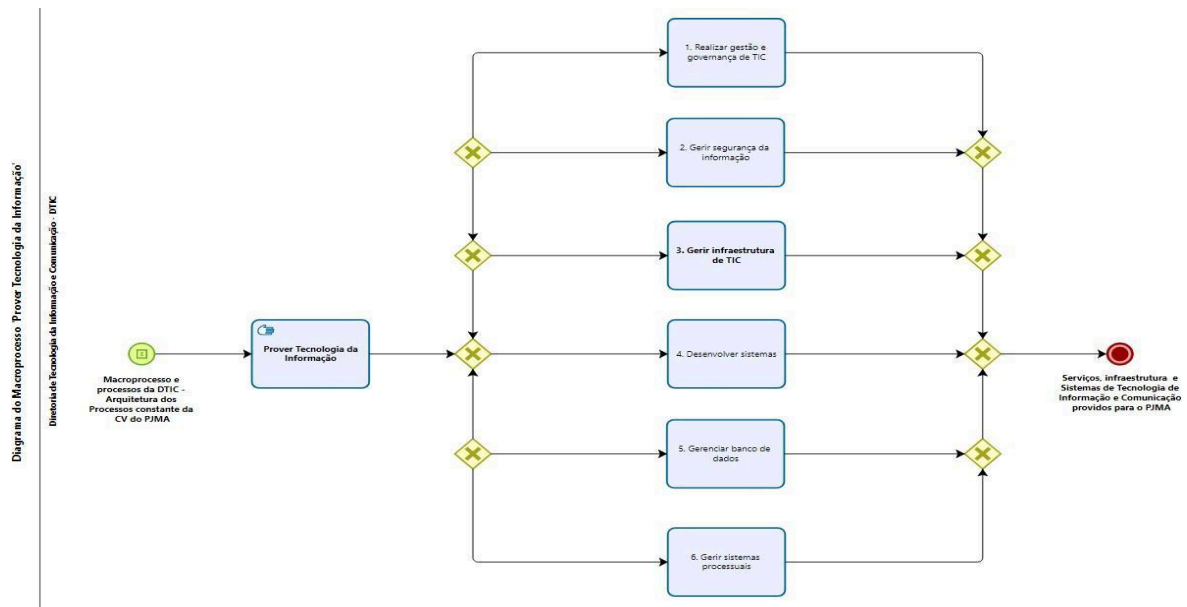 Diagrama do Macroprocesso 'Prover Tecnologia da Informação'
Diretoria de Tecnologia da Informação e Comunicação - DTIC
Macroprocesso e
processos da DTIC -
Arquitetura dos
Processos constante da
CV do PJMA
Prover Tecnologia da
Informação
1. Realizar gestão e
governança de TIC
2. Gerir segurança da
informação
3. Gerir infraestrutura
de TIC
4. Desenvolver sistemas
5. Gerenciar banco de
dados
6. Gerir sistemas
processuais
Serviços, infraestrutura e
Sistemas de Tecnologia de
Informação e Comunicação
providos para o PJMA